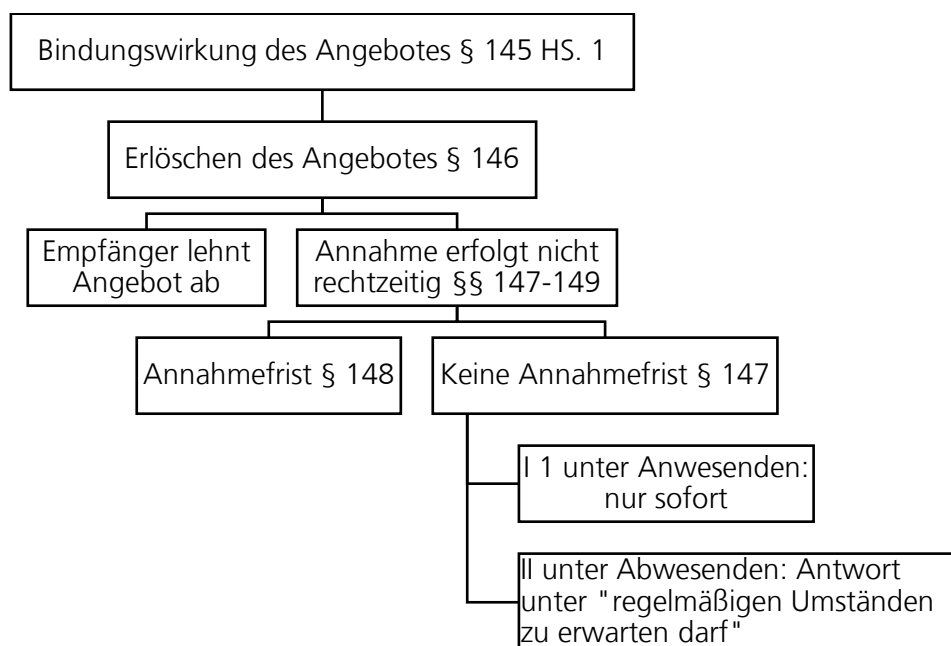 Bindungswirkung des Angebotes § 145 HS. 1
Erlöschen des Angebotes § 146
Empfänger lehnt
Angebot ab
Annahme erfolgt nicht
rechtzeitig §§ 147-149
Annahmefrist § 148
Keine Annahmefrist § 147
I 1 unter Anwesenden:
nur sofort
II unter Abwesenden: Antwort
unter "regelmäßigen Umständen
zu erwarten darf"